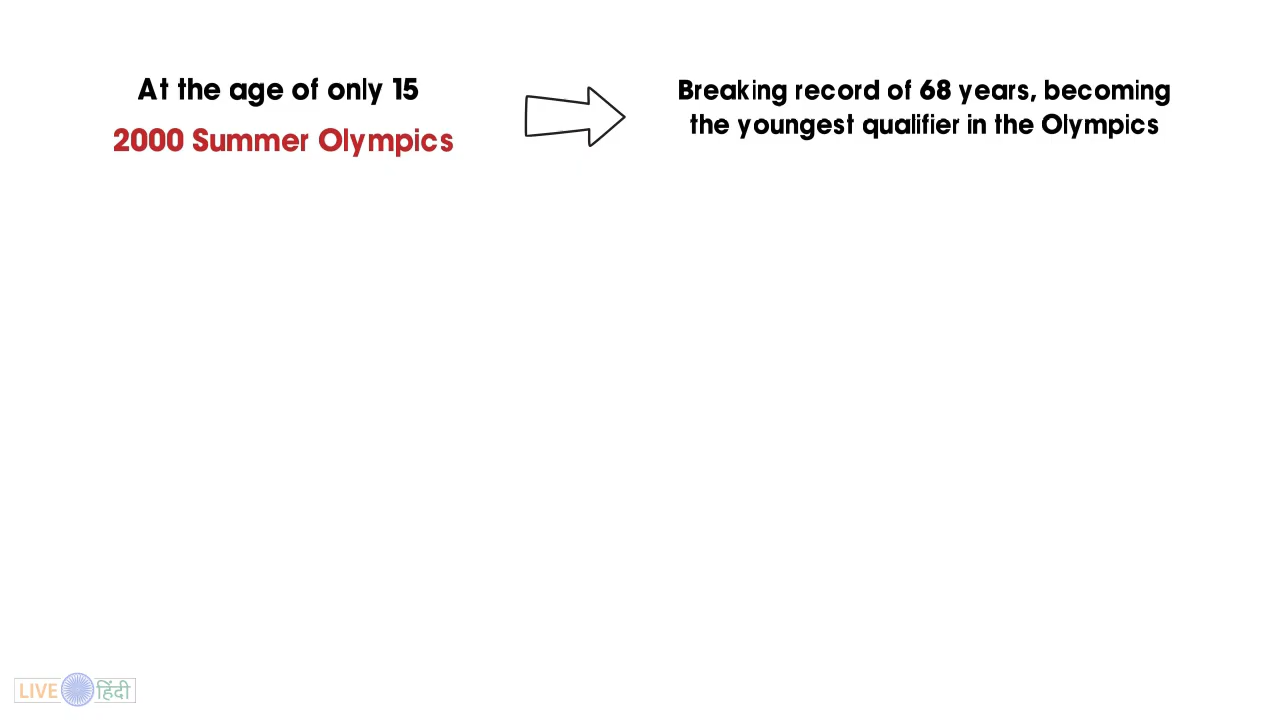 At the age of only 15
2000 Summer Olympics
Breaking record of 68 years, becoming
the youngest qualifier in the Olympics
LIVE हिंदी